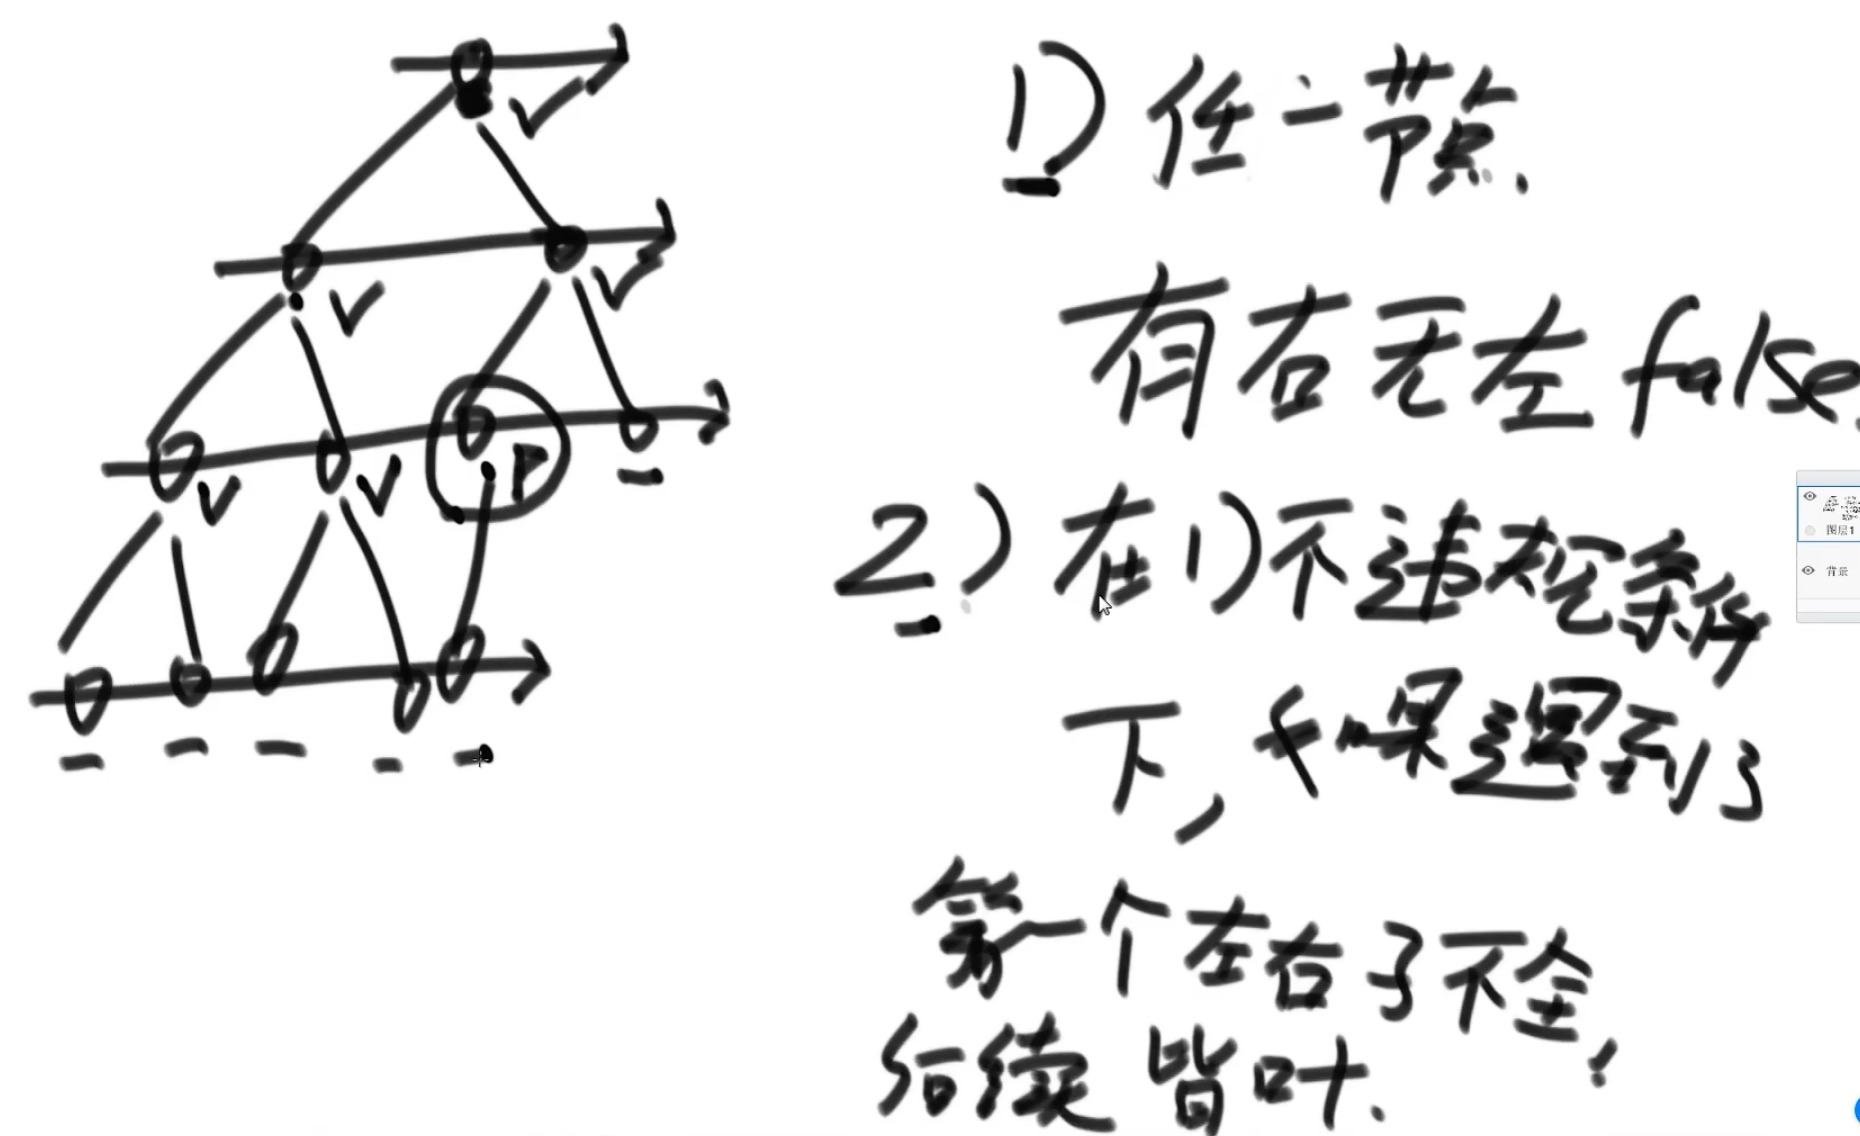 1) 任一节点.
有右无左 false.
2) 在1)不违规条件
下, 如果遇到了
第一个左右子不全,
后续 皆叶.
图层1
背景